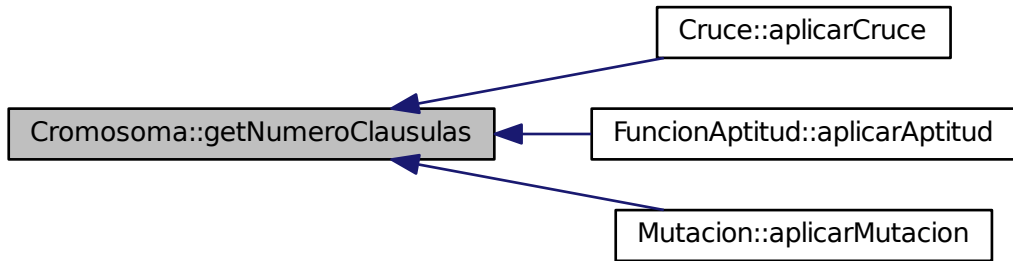 Cruce::aplicarCruce
Cromosoma::getNumeroClausulas
FuncionAptitud::aplicarAptitud
Mutacion::aplicarMutacion